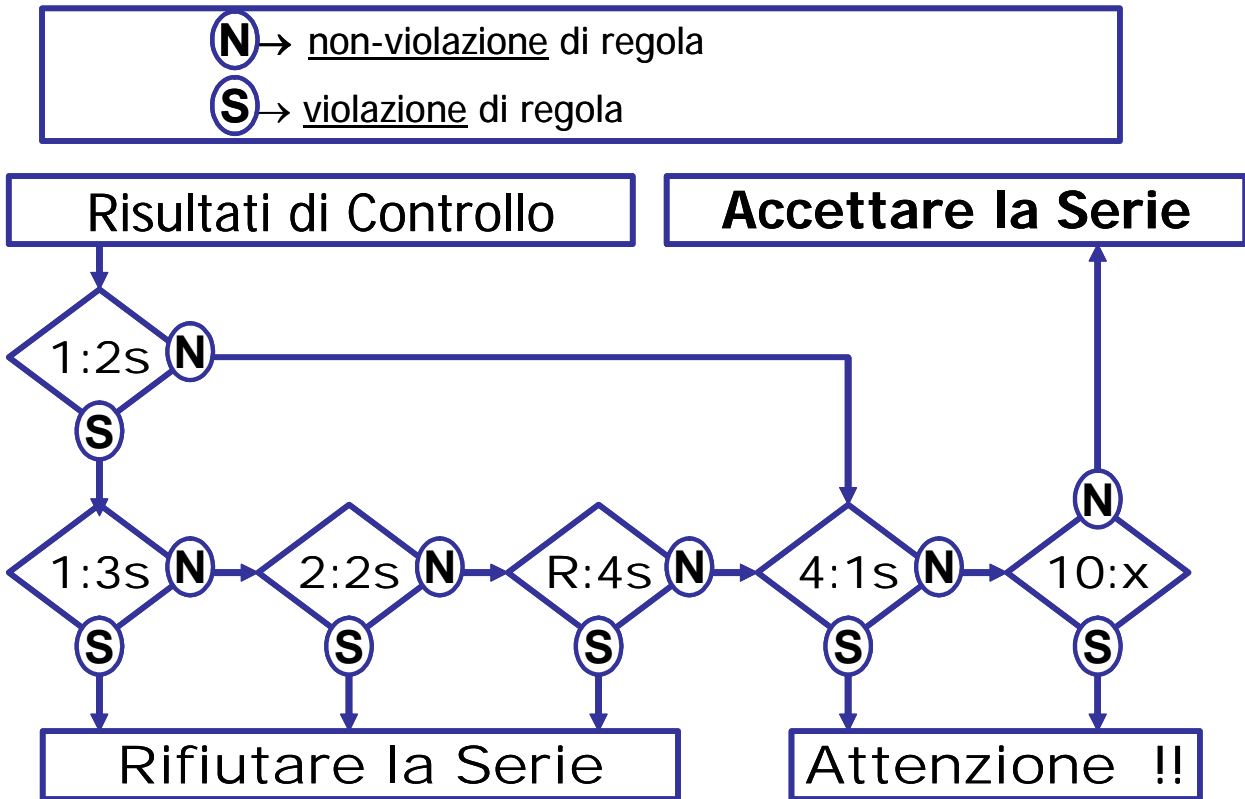 N → non-violazione di regola
S → violazione di regola
Risultati di Controllo
Accettare la Serie
1:2s N
S
N
1:3s N 2:2s N R:4s N 4:1s N 10:x
S S S S S
Rifiutare la Serie
Attenzione !!